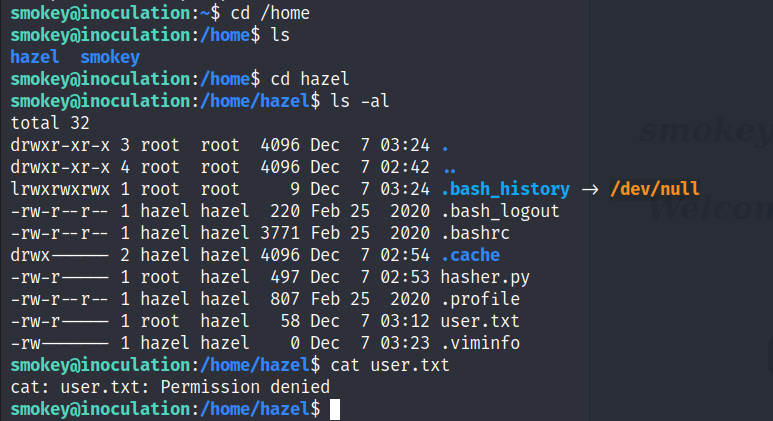 smokey@inoculation:~$ cd /home
smokey@inoculation:/home$ ls
hazel  smokey
smokey@inoculation:/home$ cd hazel
smokey@inoculation:/home/hazel$ ls -al
total 32
drwxr-xr-x 3 root  root  4096 Dec  7 03:24 .
drwxr-xr-x 4 root  root  4096 Dec  7 02:42 ..
lrwxrwxrwx 1 root  root     9 Dec  7 03:24 .bash_history -> /dev/null
-rw-r--r-- 1 hazel hazel  220 Feb 25  2020 .bash_logout
-rw-r--r-- 1 hazel hazel 3771 Feb 25  2020 .bashrc
drwx------ 2 hazel hazel 4096 Dec  7 02:54 .cache
-rw-r----- 1 root  hazel  497 Dec  7 02:53 hasher.py
-rw-r--r-- 1 hazel hazel  807 Feb 25  2020 .profile
-rw-r----- 1 root  hazel   58 Dec  7 03:12 user.txt
-rw------- 1 hazel hazel    0 Dec  7 03:23 .viminfo
smokey@inoculation:/home/hazel$ cat user.txt
cat: user.txt: Permission denied
smokey@inoculation:/home/hazel$
smokey